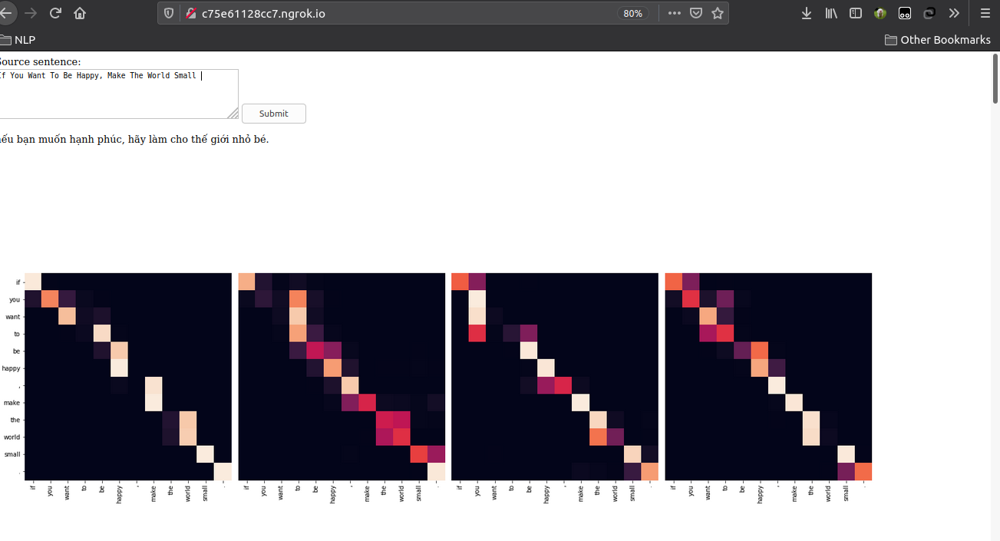 c75e61128cc7.ngrok.io
80%
NLP
Other Bookmarks
Source sentence:
If You Want To Be Happy, Make The World Small
Submit
nếu bạn muốn hạnh phúc, hãy làm cho thế giới nhỏ bé.
if
you
want
to
be
happy
,
make
the
world
small
.
if you want to be happy , make the world small .
if you want to be happy , make the world small .
if you want to be happy , make the world small .
if you want to be happy , make the world small .